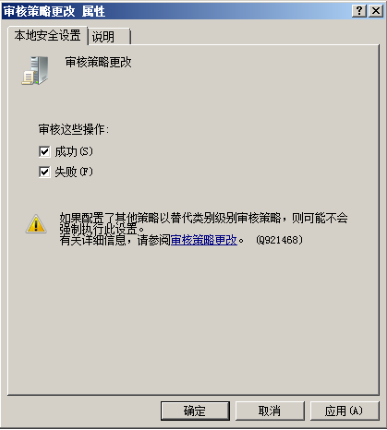 审核策略更改 属性
本地安全设置 说明
审核策略更改
审核这些操作:
成功(S)
失败(F)
如果配置了其他策略以替代类别级别审核策略，则可能不会
强制执行此设置。
有关详细信息，请参阅审核策略更改。 (Q921468)
确定 取消 应用(A)